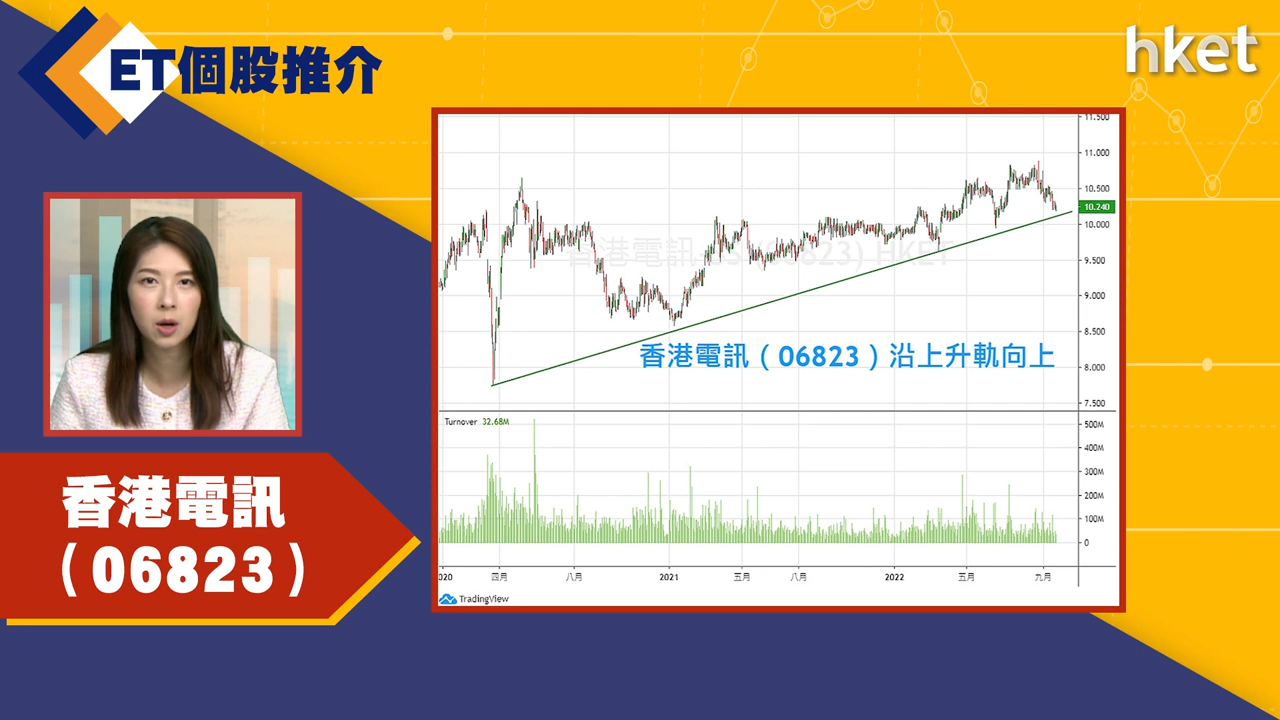 ET個股推介
hket
香港電訊
（06823）
11.500
11.000
10.500
10.240
10.000
9.500
9.000
8.500
8.000
7.500
香港電訊（06823）沿上升軌向上
Turnover 32.68M
500M
400M
300M
200M
100M
0
020 四月 八月 2021 五月 八月 2022 五月 九月
TradingView